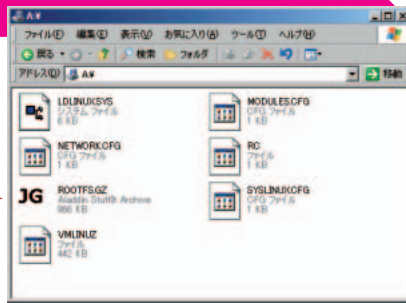 A:¥
ファイル(F) 編集(E) 表示(V) お気に入り(A) ツール(T) ヘルプ(H)
戻る 検索 フォルダ
アドレス(D) A:¥ 移動
LDLINUX.SYS
システム ファイル
6 KB
MODULES.CFG
CFG ファイル
1 KB
NETWORK.CFG
CFG ファイル
1 KB
RC
ファイル
1 KB
JG
ROOTFS.GZ
Aladdin StuffIt Archive
966 KB
SYSLINUX.CFG
CFG ファイル
1 KB
VMLINUZ
ファイル
442 KB